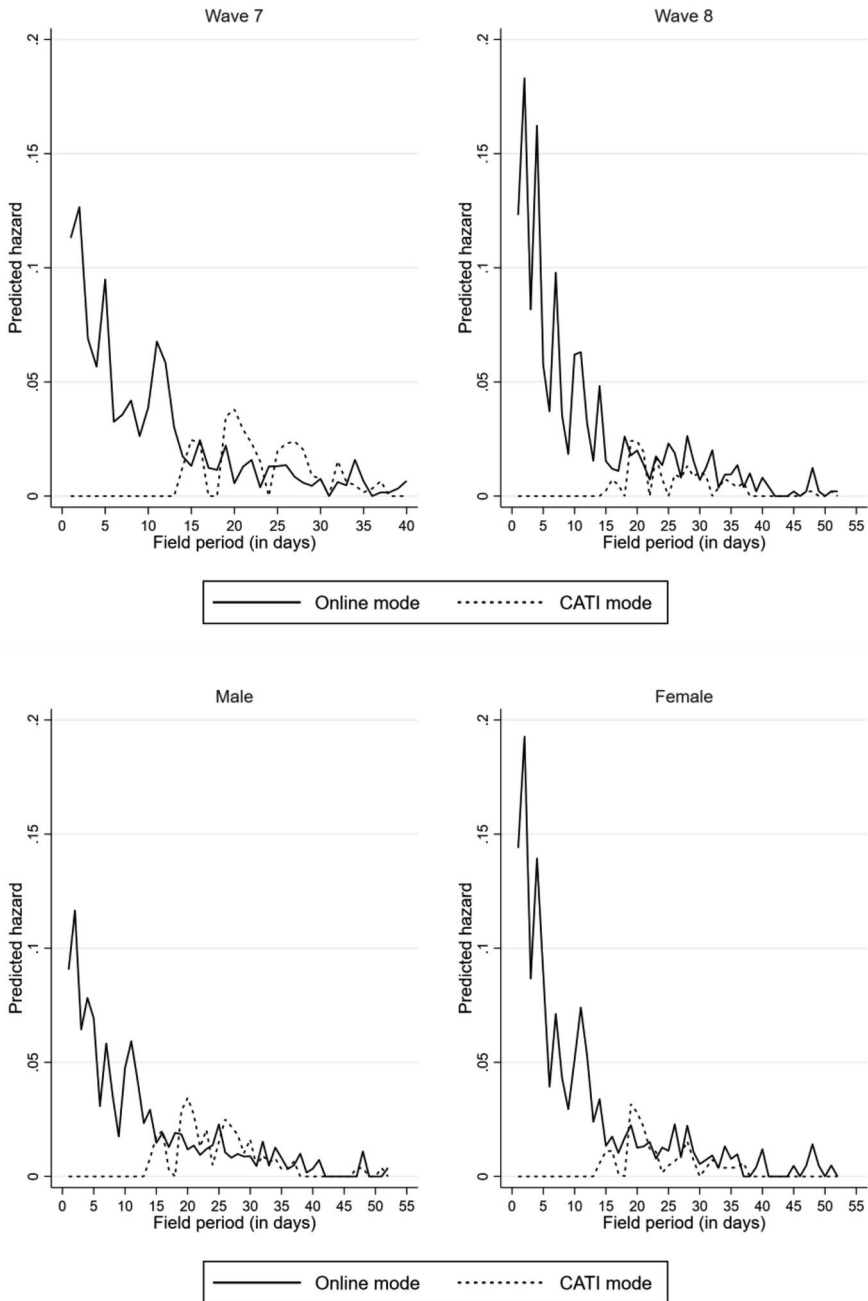 Wave 7
Wave 8
Predicted hazard
.2
.15
.1
.05
0
0 5 10 15 20 25 30 35 40
Field period (in days)
Predicted hazard
.2
.15
.1
.05
0
0 5 10 15 20 25 30 35 40 45 50 55
Field period (in days)
Online mode CATI mode
Male
Female
Predicted hazard
.2
.15
.1
.05
0
0 5 10 15 20 25 30 35 40 45 50 55
Field period (in days)
Predicted hazard
.2
.15
.1
.05
0
0 5 10 15 20 25 30 35 40 45 50 55
Field period (in days)
Online mode CATI mode